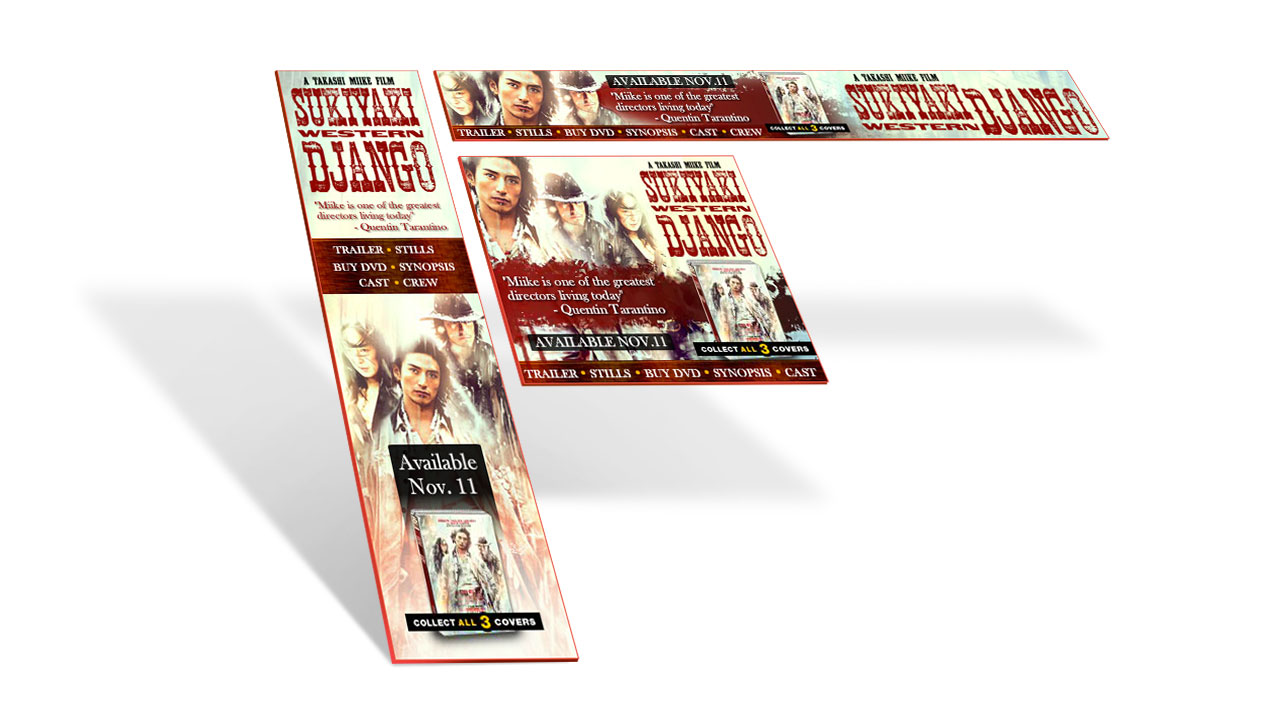 A TAKASHI MIIKE FILM
SUKIYAKI
WESTERN
DJANGO
"Miike is one of the greatest
directors living today"
- Quentin Tarantino
TRAILER • STILLS
BUY DVD • SYNOPSIS
CAST • CREW
Available
Nov. 11
COLLECT ALL 3 COVERS
AVAILABLE NOV.11
"Miike is one of the greatest
directors living today"
- Quentin Tarantino
TRAILER • STILLS • BUY DVD • SYNOPSIS • CAST • CREW
COLLECT ALL 3 COVERS
A TAKASHI MIIKE FILM
SUKIYAKI
WESTERN
DJANGO
A TAKASHI MIIKE FILM
SUKIYAKI
WESTERN
DJANGO
"Miike is one of the greatest
directors living today"
- Quentin Tarantino
AVAILABLE NOV.11
COLLECT ALL 3 COVERS
TRAILER • STILLS • BUY DVD • SYNOPSIS • CAST